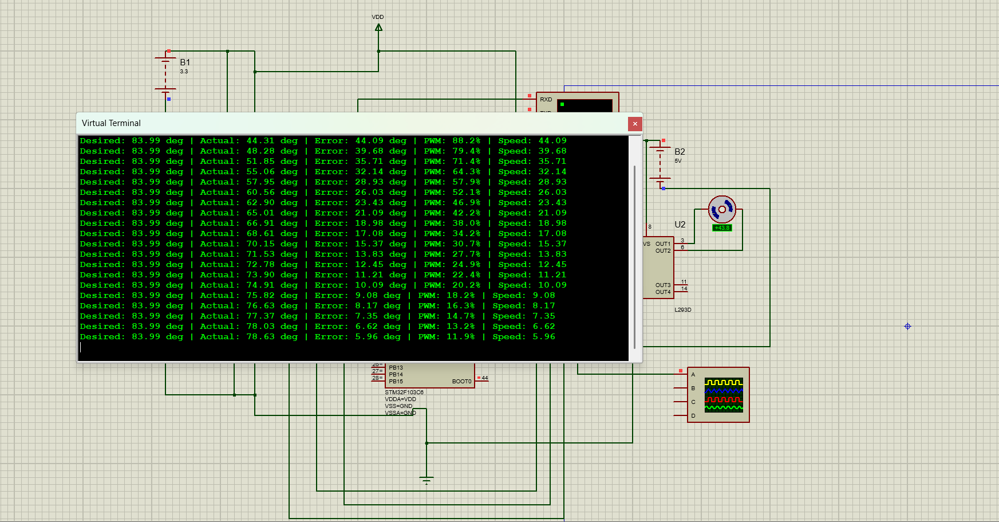 VDD
B1
3.3
RXD
Virtual Terminal
Desired: 83.99 deg | Actual: 44.31 deg | Error: 44.09 deg | PWM: 88.2% | Speed: 44.09
Desired: 83.99 deg | Actual: 48.28 deg | Error: 39.68 deg | PWM: 79.4% | Speed: 39.68
Desired: 83.99 deg | Actual: 51.85 deg | Error: 35.71 deg | PWM: 71.4% | Speed: 35.71
Desired: 83.99 deg | Actual: 55.06 deg | Error: 32.14 deg | PWM: 64.3% | Speed: 32.14
Desired: 83.99 deg | Actual: 57.95 deg | Error: 28.93 deg | PWM: 57.9% | Speed: 28.93
Desired: 83.99 deg | Actual: 60.56 deg | Error: 26.03 deg | PWM: 52.1% | Speed: 26.03
Desired: 83.99 deg | Actual: 62.90 deg | Error: 23.43 deg | PWM: 46.9% | Speed: 23.43
Desired: 83.99 deg | Actual: 65.01 deg | Error: 21.09 deg | PWM: 42.2% | Speed: 21.09
Desired: 83.99 deg | Actual: 66.91 deg | Error: 18.98 deg | PWM: 38.0% | Speed: 18.98
Desired: 83.99 deg | Actual: 68.61 deg | Error: 17.08 deg | PWM: 34.2% | Speed: 17.08
Desired: 83.99 deg | Actual: 70.15 deg | Error: 15.37 deg | PWM: 30.7% | Speed: 15.37
Desired: 83.99 deg | Actual: 71.53 deg | Error: 13.83 deg | PWM: 27.7% | Speed: 13.83
Desired: 83.99 deg | Actual: 72.78 deg | Error: 12.45 deg | PWM: 24.9% | Speed: 12.45
Desired: 83.99 deg | Actual: 73.90 deg | Error: 11.21 deg | PWM: 22.4% | Speed: 11.21
Desired: 83.99 deg | Actual: 74.91 deg | Error: 10.09 deg | PWM: 20.2% | Speed: 10.09
Desired: 83.99 deg | Actual: 75.82 deg | Error: 9.08 deg | PWM: 18.2% | Speed: 9.08
Desired: 83.99 deg | Actual: 76.63 deg | Error: 8.17 deg | PWM: 16.3% | Speed: 8.17
Desired: 83.99 deg | Actual: 77.37 deg | Error: 7.35 deg | PWM: 14.7% | Speed: 7.35
Desired: 83.99 deg | Actual: 78.03 deg | Error: 6.62 deg | PWM: 13.2% | Speed: 6.62
Desired: 83.99 deg | Actual: 78.63 deg | Error: 5.96 deg | PWM: 11.9% | Speed: 5.96
B2
5V
+43.8
U2
8
VS OUT1 3
OUT2 6
OUT3 11
OUT4 14
L293D
26 PB13
27 PB14
28 PB15 BOOT0 44
STM32F103C6
VDDA=VDD
VSS=GND
VSSA=GND
A
B
C
D